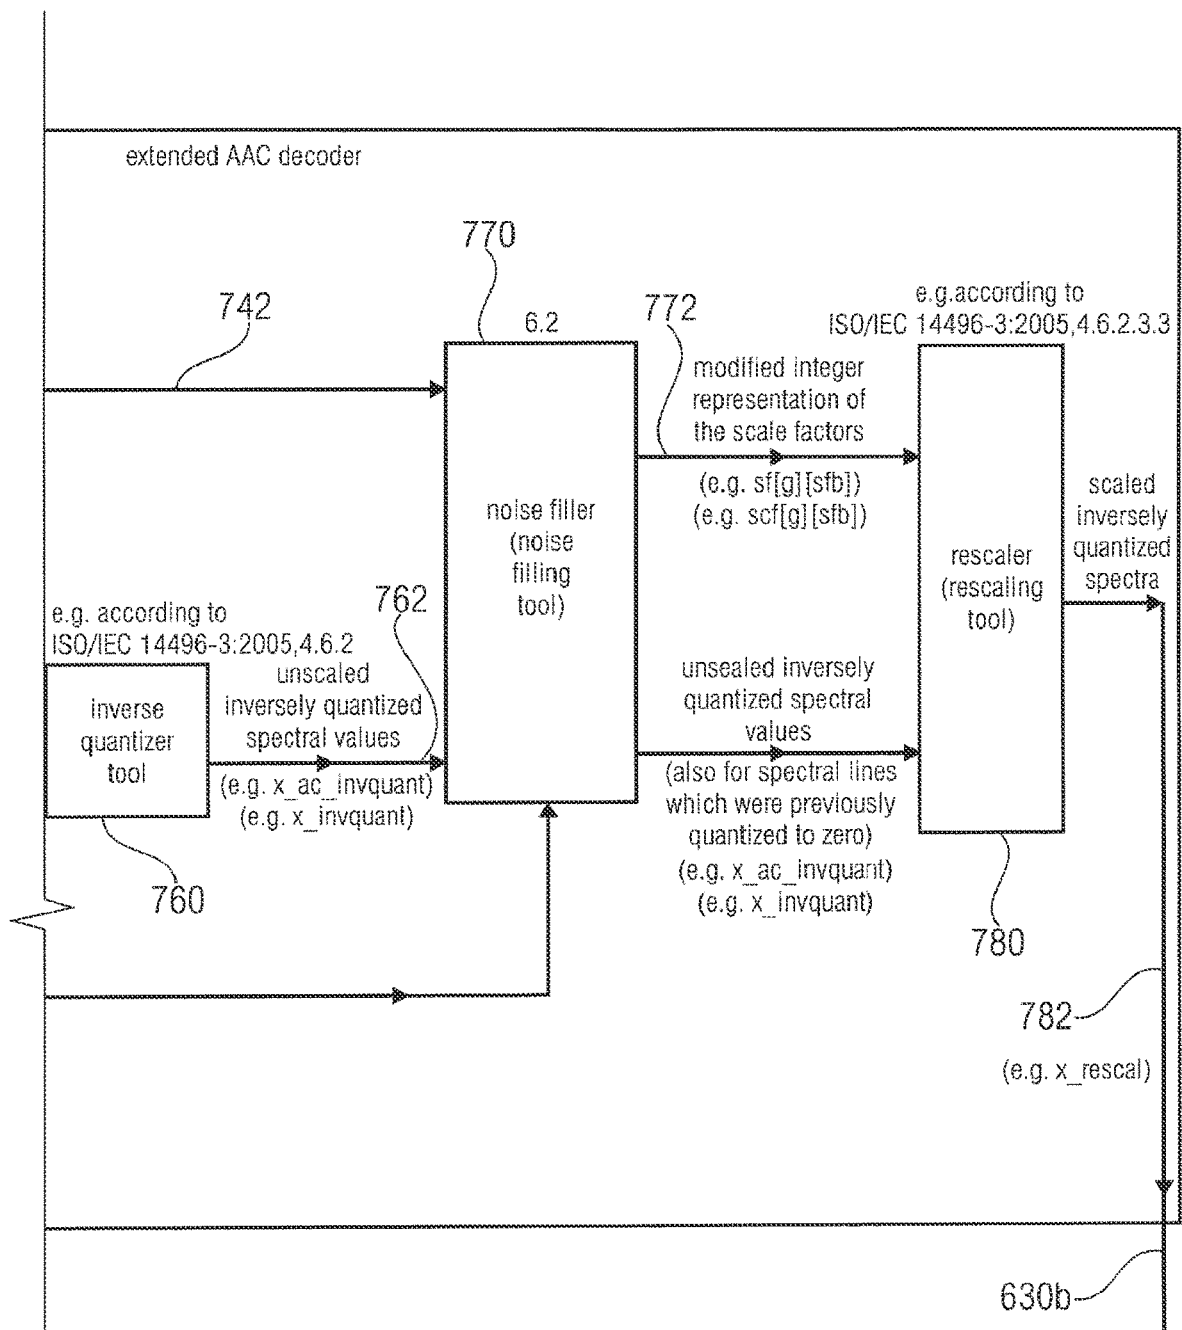 extended AAC decoder
770
742
6.2
772
e.g.according to
ISO/IEC 14496-3:2005,4.6.2.3.3
modified integer
representation of
the scale factors
(e.g. sf[g][sfb])
(e.g. scf[g][sfb])
noise filler
(noise
filling
tool)
scaled
inversely
quantized
spectra
rescaler
(rescaling
tool)
762
e.g. according to
ISO/IEC 14496-3:2005,4.6.2
unscaled
inversely quantized
spectral values
(e.g. x_ac_invquant)
(e.g. x_invquant)
inverse
quantizer
tool
unsealed inversely
quantized spectral
values
(also for spectral lines
which were previously
quantized to zero)
(e.g. x_ac_invquant)
(e.g. x_invquant)
760
780
782
(e.g. x_rescal)
630b